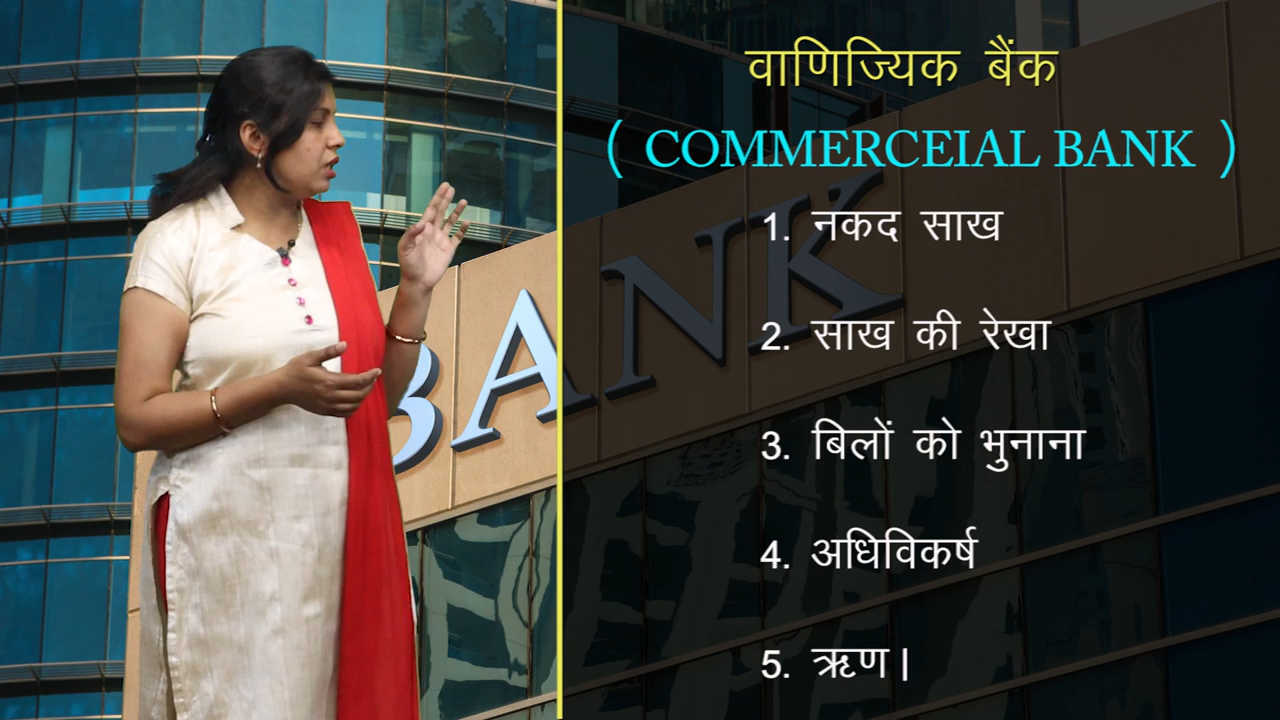 वाणिज्यिक बैंक
( COMMERCEIAL BANK )
1. नकद साख
2. साख की रेखा
3. बिलों को भुनाना
4. अधिविकर्ष
5. ऋण।
BANK